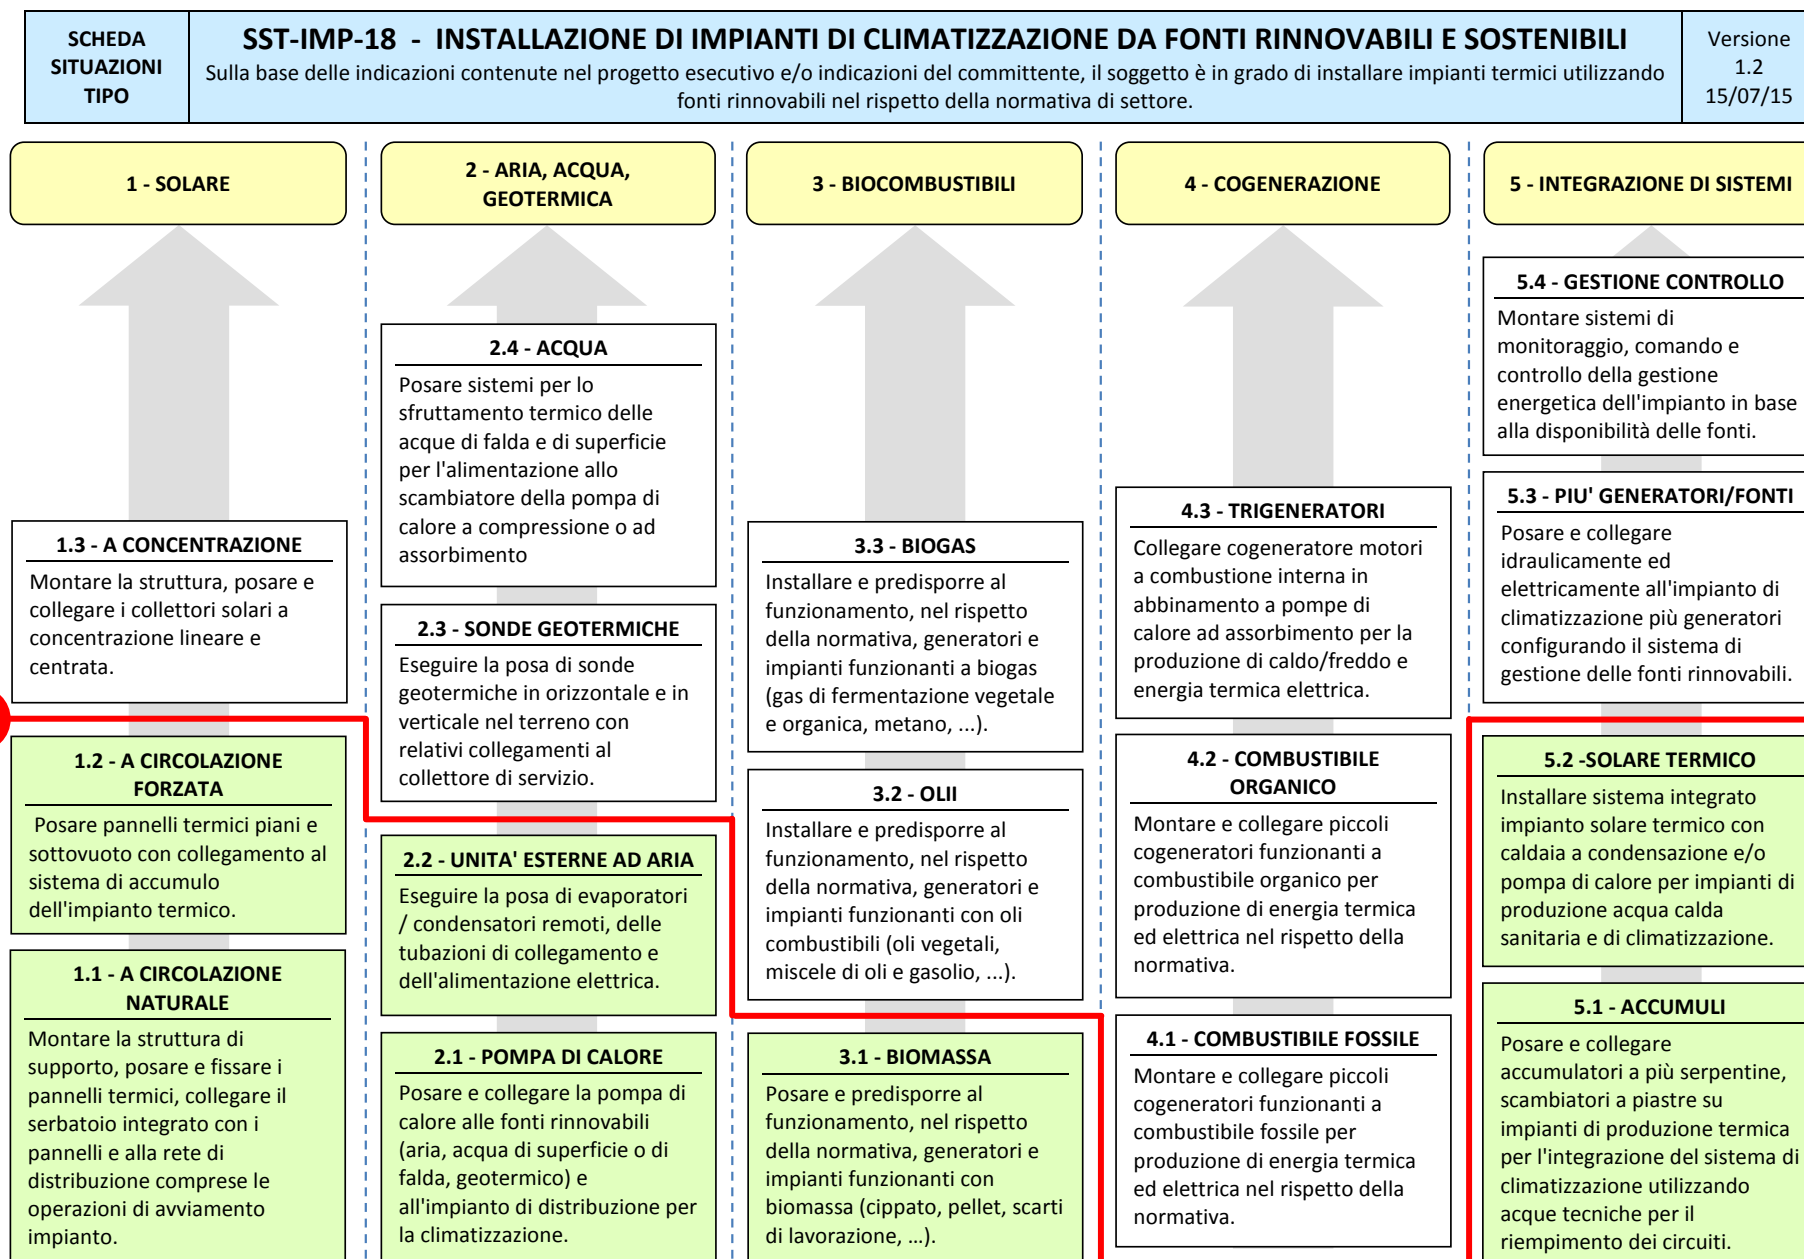 SCHEDA
SITUAZIONI
TIPO
SST-IMP-18 - INSTALLAZIONE DI IMPIANTI DI CLIMATIZZAZIONE DA FONTI RINNOVABILI E SOSTENIBILI
Sulla base delle indicazioni contenute nel progetto esecutivo e/o indicazioni del committente, il soggetto è in grado di installare impianti termici utilizzando
fonti rinnovabili nel rispetto della normativa di settore.
Versione
1.2
15/07/15
1 - SOLARE
1.3 - A CONCENTRAZIONE
Montare la struttura, posare e
collegare i collettori solari a
concentrazione lineare e
centrata.
1.2 - A CIRCOLAZIONE
FORZATA
Posare pannelli termici piani e
sottovuoto con collegamento al
sistema di accumulo
dell'impianto termico.
1.1 - A CIRCOLAZIONE
NATURALE
Montare la struttura di
supporto, posare e fissare i
pannelli termici, collegare il
serbatoio integrato con i
pannelli e alla rete di
distribuzione comprese le
operazioni di avviamento
impianto.
2 - ARIA, ACQUA,
GEOTERMICA
2.4 - ACQUA
Posare sistemi per lo
sfruttamento termico delle
acque di falda e di superficie
per l'alimentazione allo
scambiatore della pompa di
calore a compressione o ad
assorbimento
2.3 - SONDE GEOTERMICHE
Eseguire la posa di sonde
geotermiche in orizzontale e in
verticale nel terreno con
relativi collegamenti al
collettore di servizio.
2.2 - UNITA' ESTERNE AD ARIA
Eseguire la posa di evaporatori
/ condensatori remoti, delle
tubazioni di collegamento e
dell'alimentazione elettrica.
2.1 - POMPA DI CALORE
Posare e collegare la pompa di
calore alle fonti rinnovabili
(aria, acqua di superficie o di
falda, geotermico) e
all'impianto di distribuzione per
la climatizzazione.
3 - BIOCOMBUSTIBILI
3.3 - BIOGAS
Installare e predisporre al
funzionamento, nel rispetto
della normativa, generatori e
impianti funzionanti a biogas
(gas di fermentazione vegetale
e organica, metano, ...).
3.2 - OLII
Installare e predisporre al
funzionamento, nel rispetto
della normativa, generatori e
impianti funzionanti con oli
combustibili (oli vegetali,
miscele di oli e gasolio, ...).
3.1 - BIOMASSA
Posare e predisporre al
funzionamento, nel rispetto
della normativa, generatori e
impianti funzionanti con
biomassa (cippato, pellet, scarti
di lavorazione, …).
4 - COGENERAZIONE
4.3 - TRIGENERATORI
Collegare cogeneratore motori
a combustione interna in
abbinamento a pompe di
calore ad assorbimento per la
produzione di caldo/freddo e
energia termica elettrica.
4.2 - COMBUSTIBILE
ORGANICO
Montare e collegare piccoli
cogeneratori funzionanti a
combustibile organico per
produzione di energia termica
ed elettrica nel rispetto della
normativa.
4.1 - COMBUSTIBILE FOSSILE
Montare e collegare piccoli
cogeneratori funzionanti a
combustibile fossile per
produzione di energia termica
ed elettrica nel rispetto della
normativa.
5 - INTEGRAZIONE DI SISTEMI
5.4 - GESTIONE CONTROLLO
Montare sistemi di
monitoraggio, comando e
controllo della gestione
energetica dell'impianto in base
alla disponibilità delle fonti.
5.3 - PIU' GENERATORI/FONTI
Posare e collegare
idraulicamente ed
elettricamente all'impianto di
climatizzazione più generatori
configurando il sistema di
gestione delle fonti rinnovabili.
5.2 -SOLARE TERMICO
Installare sistema integrato
impianto solare termico con
caldaia a condensazione e/o
pompa di calore per impianti di
produzione acqua calda
sanitaria e di climatizzazione.
5.1 - ACCUMULI
Posare e collegare
accumulatori a più serpentine,
scambiatori a piastre su
impianti di produzione termica
per l'integrazione del sistema di
climatizzazione utilizzando
acque tecniche per il
riempimento dei circuiti.